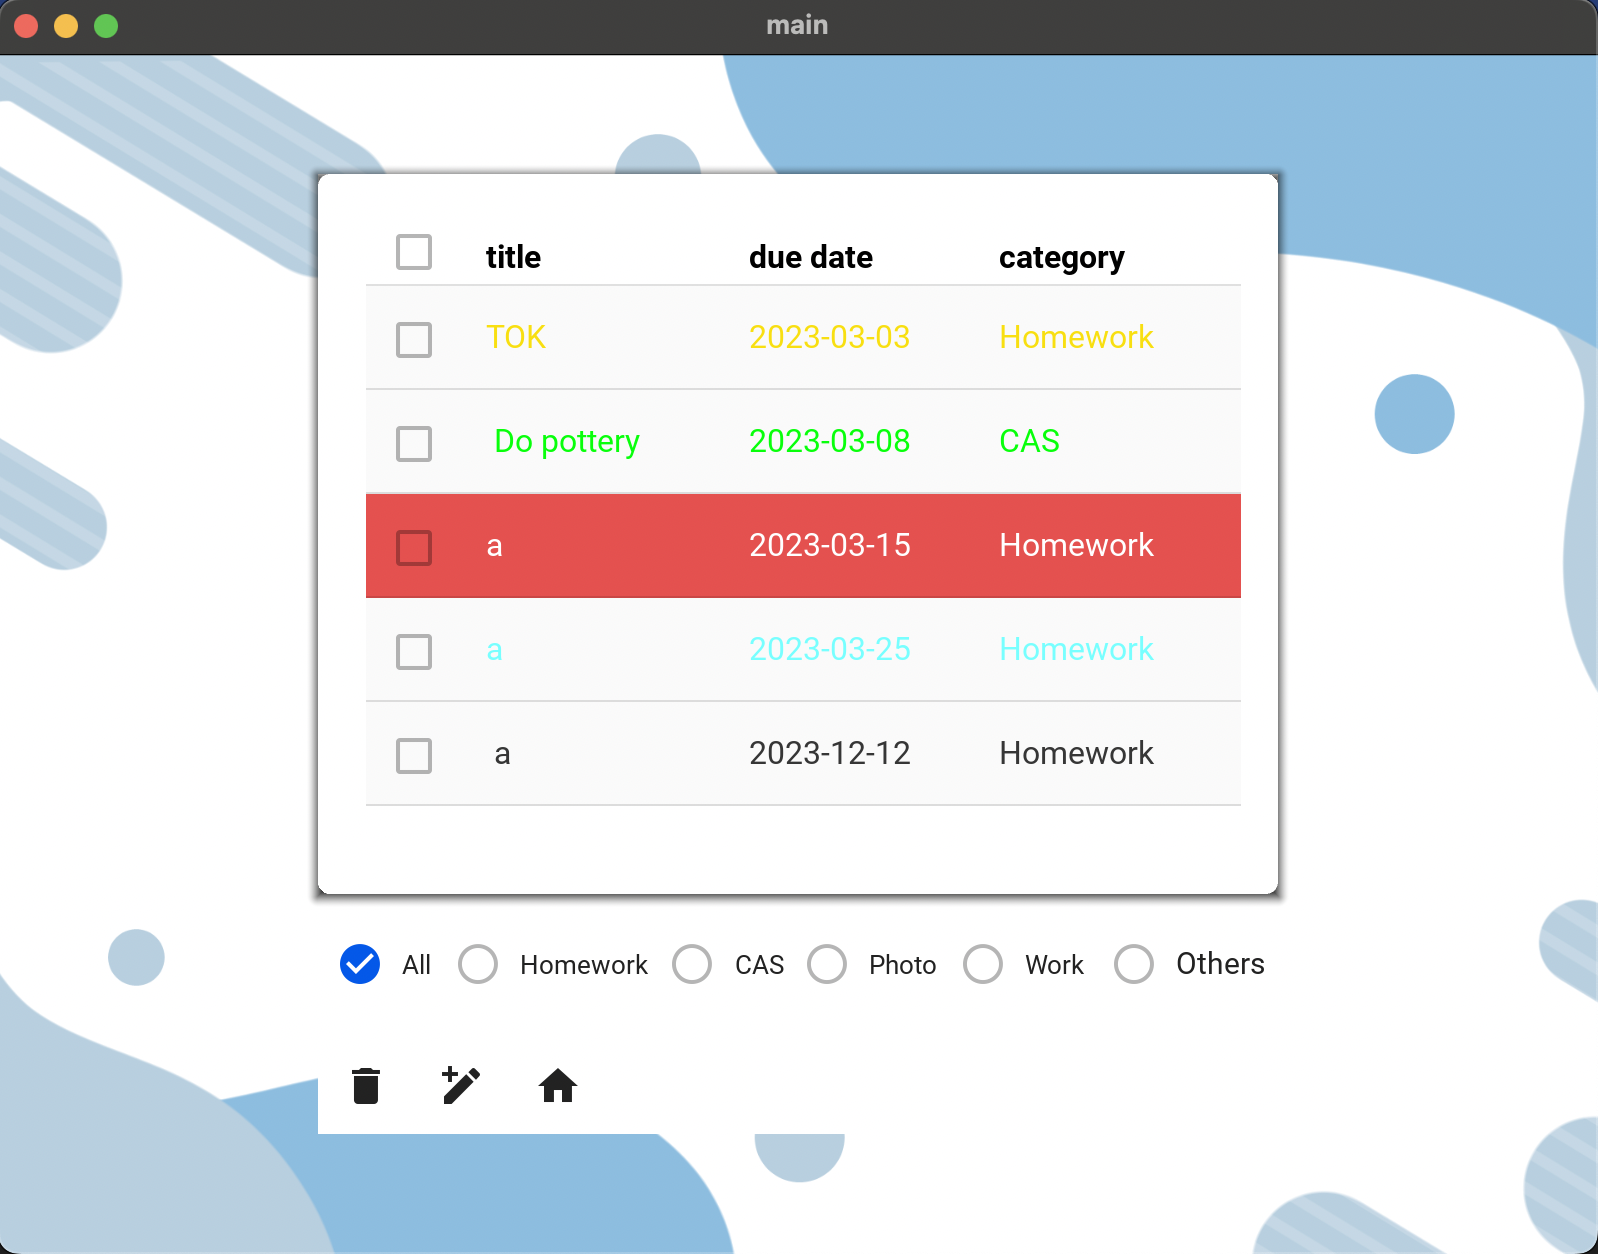 main
title due date category
TOK 2023-03-03 Homework
Do pottery 2023-03-08 CAS
a 2023-03-15 Homework
a 2023-03-25 Homework
a 2023-12-12 Homework
All Homework CAS Photo Work Others